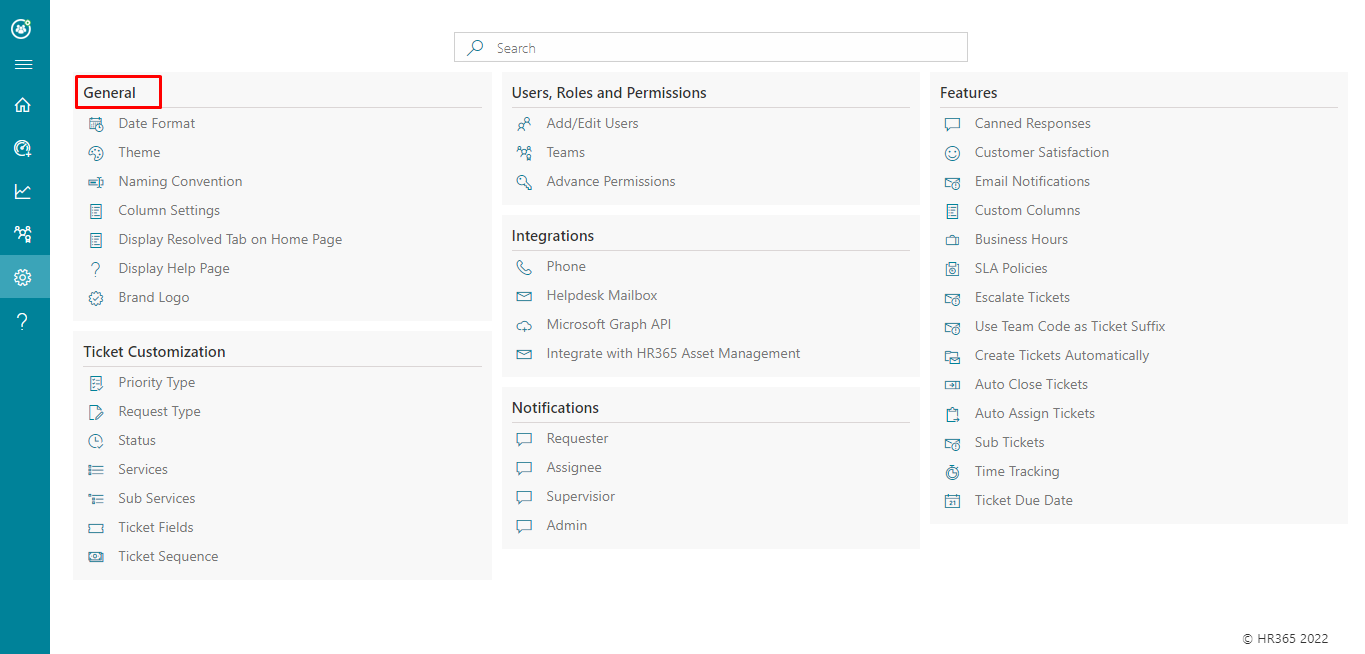 Search
General
Date Format
Theme
Naming Convention
Column Settings
Display Resolved Tab on Home Page
Display Help Page
Brand Logo
Ticket Customization
Priority Type
Request Type
Status
Services
Sub Services
Ticket Fields
Ticket Sequence
Users, Roles and Permissions
Add/Edit Users
Teams
Advance Permissions
Integrations
Phone
Helpdesk Mailbox
Microsoft Graph API
Integrate with HR365 Asset Management
Notifications
Requester
Assignee
Supervisior
Admin
Features
Canned Responses
Customer Satisfaction
Email Notifications
Custom Columns
Business Hours
SLA Policies
Escalate Tickets
Use Team Code as Ticket Suffix
Create Tickets Automatically
Auto Close Tickets
Auto Assign Tickets
Sub Tickets
Time Tracking
Ticket Due Date
© HR365 2022